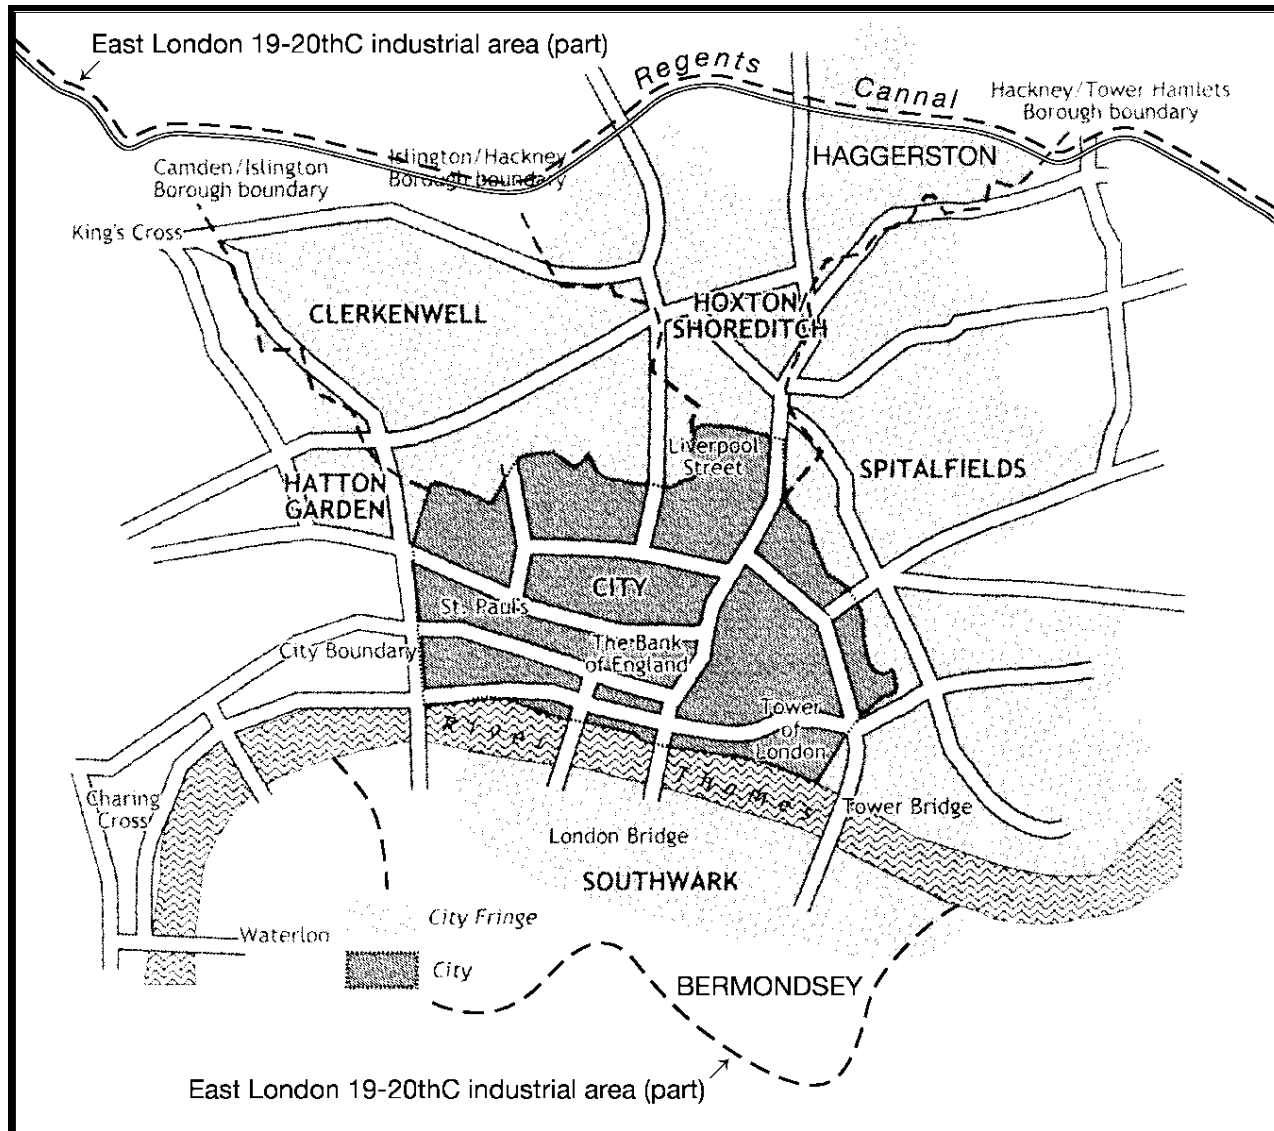 East London 19-20thC industrial area (part)
Regents Cannal
Hackney/Tower Hamlets
Borough boundary
HAGGERSTON
Islington/Hackney
Borough boundary
Camden/Islington
Borough boundary
King's Cross
CLERKENWELL
HOXTON
SHOREDITCH
Liverpool
Street
SPITALFIELDS
HATTON
GARDEN
CITY
St. Paul's
The Bank
of England
City Boundary
Tower
of
London
River Thames
Charing
Cross
Tower Bridge
London Bridge
SOUTHWARK
City Fringe
Waterlon
City
BERMONDSEY
East London 19-20thC industrial area (part)